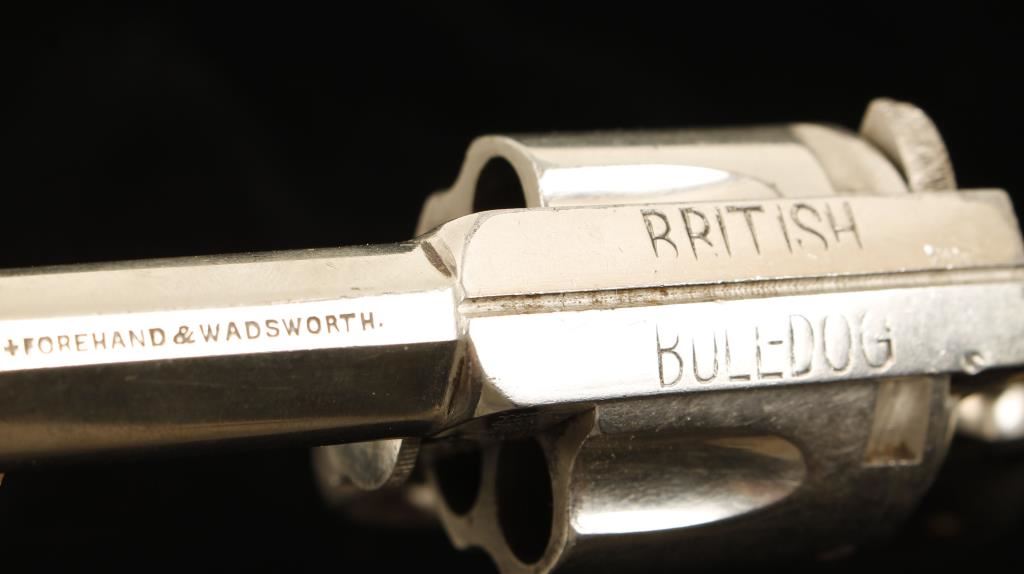 +FOREHAND & WADSWORTH.
BRITISH
BULL-DOG